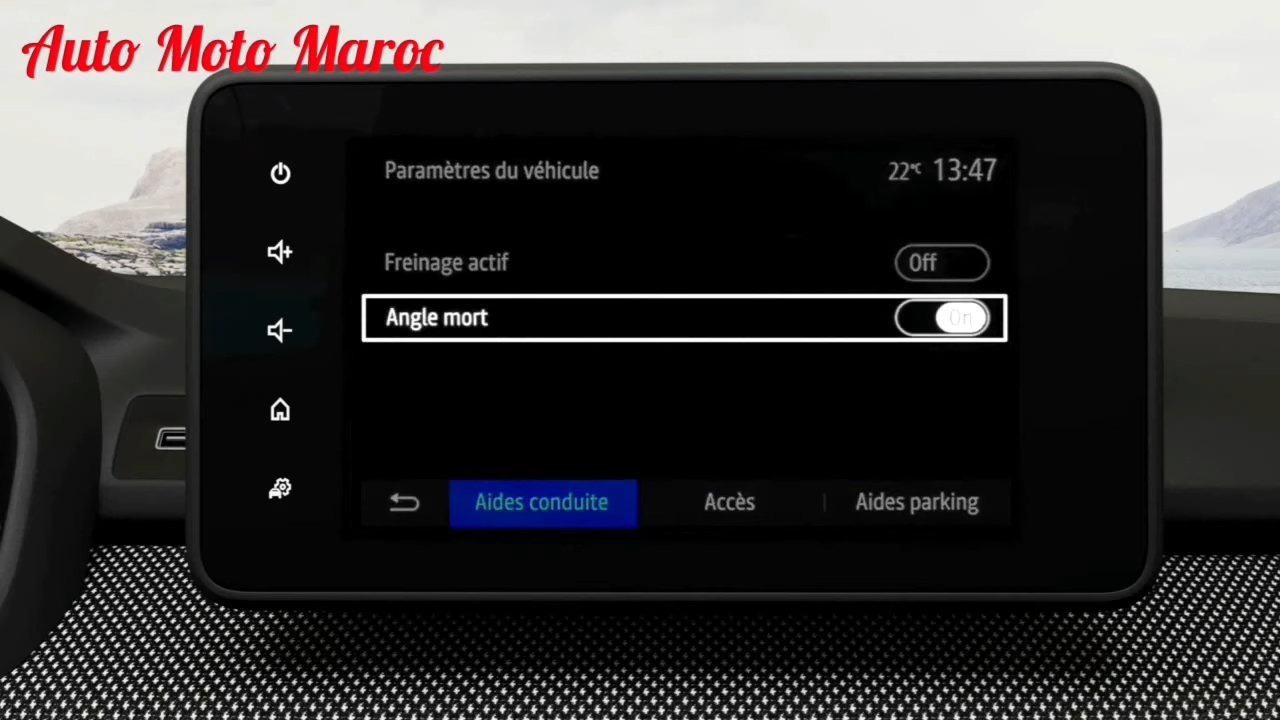 Auto Moto Maroc
Paramètres du véhicule
22°C 13:47
Freinage actif
Off
Angle mort
On
Aides conduite
Accès
Aides parking